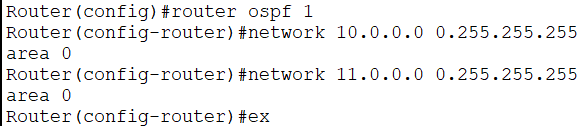 Router(config)#router ospf 1
Router(config-router)#network 10.0.0.0 0.255.255.255
area 0
Router(config-router)#network 11.0.0.0 0.255.255.255
area 0
Router(config-router)#ex